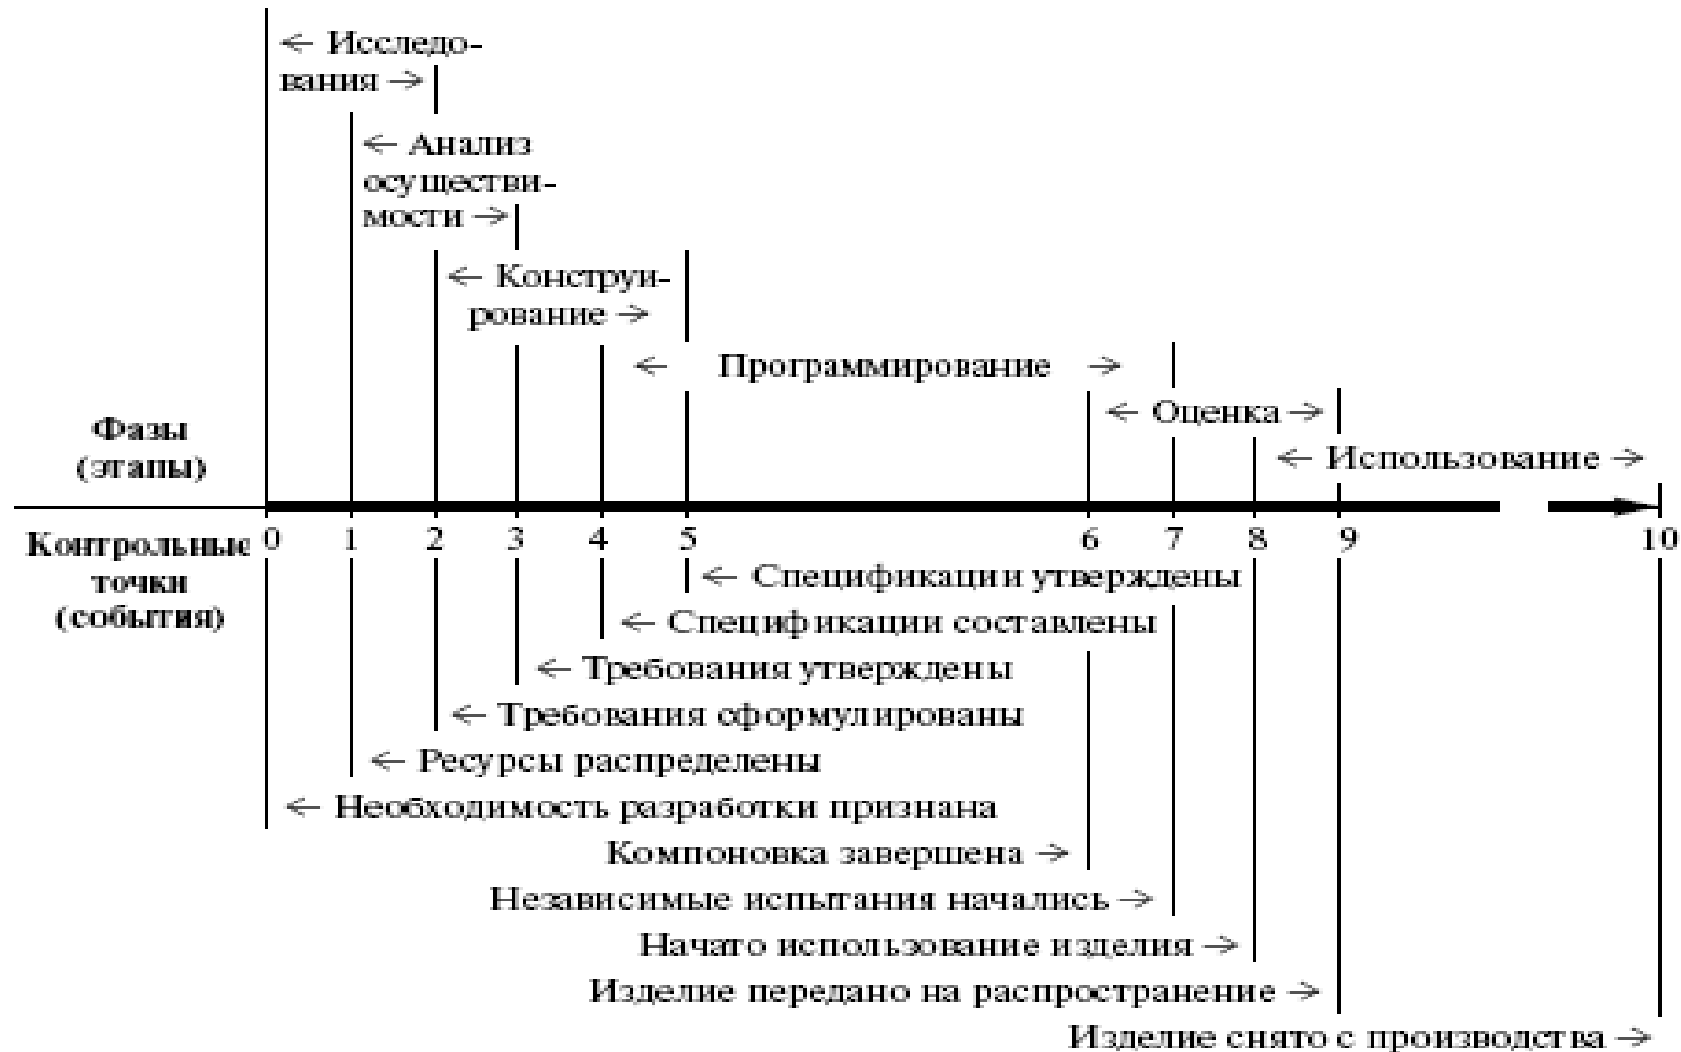 ← Исследо-
вания →
← Анализ
осуществи-
мости →
← Конструи-
рование →
← Программирование →
← Оценка →
← Использование →
Фазы
(этапы)
Контрольные
точки
(события)
0 1 2 3 4 5 6 7 8 9 10
← Спецификации утверждены
← Спецификации составлены
← Требования утверждены
← Требования сформулированы
← Ресурсы распределены
← Необходимость разработки признана
Компоновка завершена →
Независимые испытания начались →
Начато использование изделия →
Изделие передано на распространение →
Изделие снято с производства →